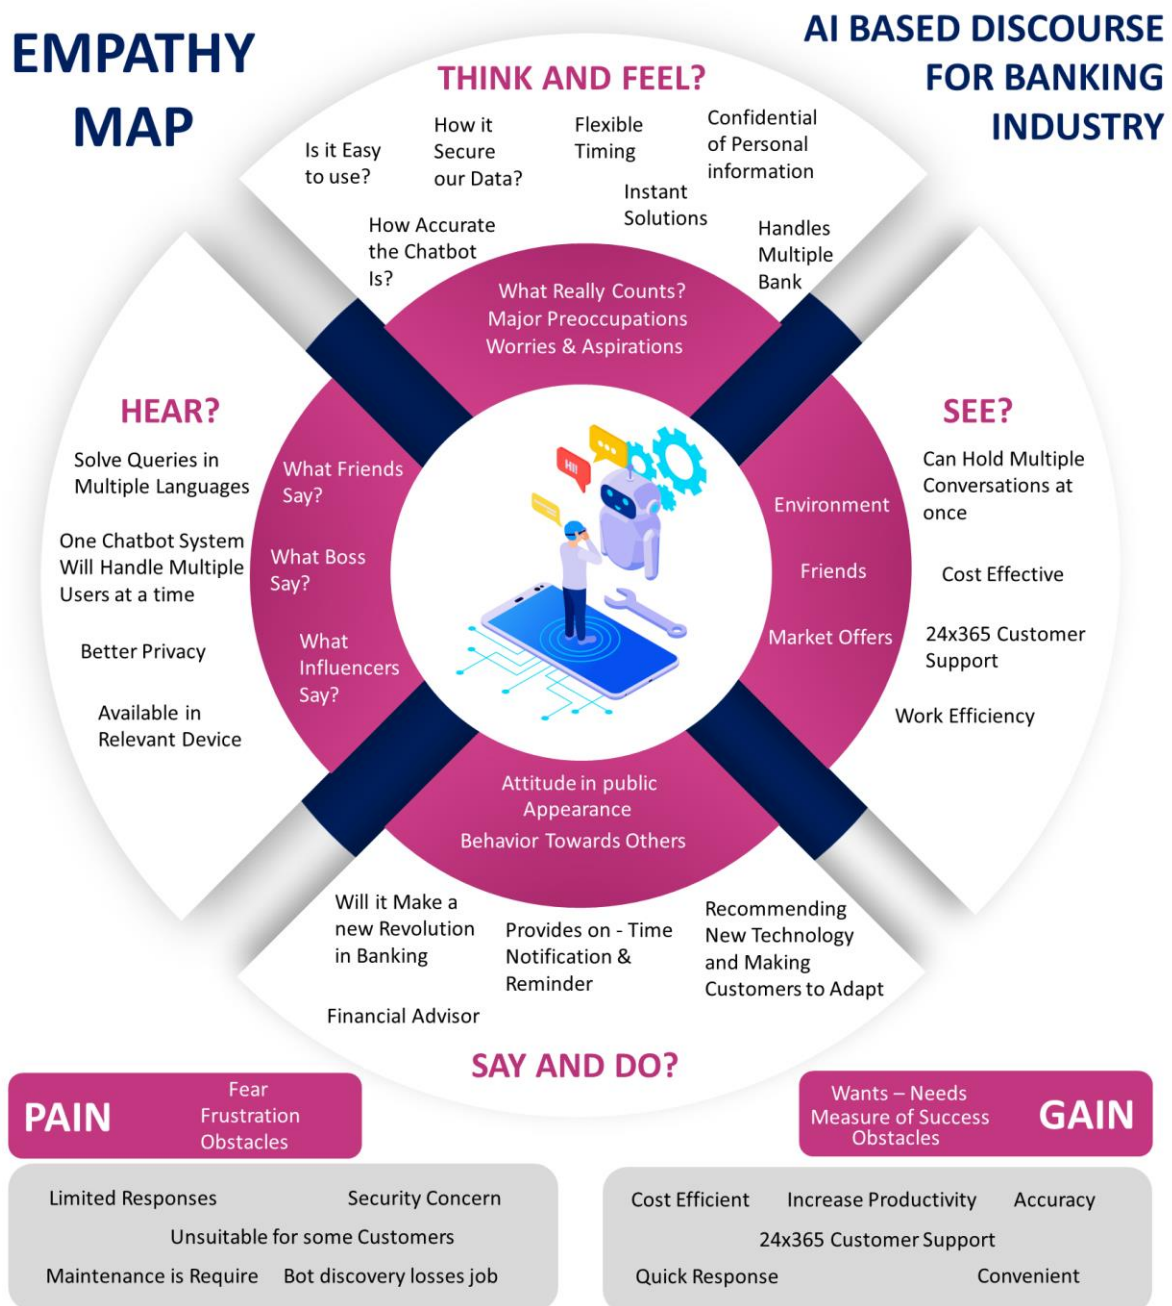 EMPATHY
MAP
AI BASED DISCOURSE
FOR BANKING
INDUSTRY
THINK AND FEEL?
Is it Easy
to use?
How it
Secure
our Data?
Flexible
Timing
Confidential
of Personal
information
How Accurate
the Chatbot
Is?
Instant
Solutions
Handles
Multiple
Bank
What Really Counts?
Major Preoccupations
Worries & Aspirations
HEAR?
Solve Queries in
Multiple Languages
One Chatbot System
Will Handle Multiple
Users at a time
Better Privacy
Available in
Relevant Device
What Friends
Say?
What Boss
Say?
What
Influencers
Say?
HI!
Environment
Friends
Market Offers
SEE?
Can Hold Multiple
Conversations at
once
Cost Effective
24x365 Customer
Support
Work Efficiency
Attitude in public
Appearance
Behavior Towards Others
Will it Make a
new Revolution
in Banking
Financial Advisor
Provides on - Time
Notification &
Reminder
Recommending
New Technology
and Making
Customers to Adapt
SAY AND DO?
PAIN
Fear
Frustration
Obstacles
Limited Responses
Security Concern
Unsuitable for some Customers
Maintenance is Require
Bot discovery losses job
Wants – Needs
Measure of Success
Obstacles
GAIN
Cost Efficient
Increase Productivity
Accuracy
24x365 Customer Support
Quick Response
Convenient